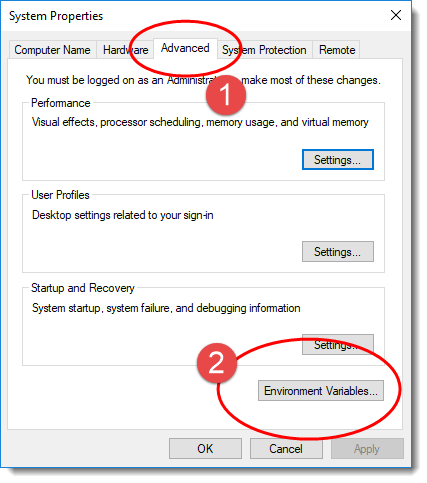 System Properties
Computer Name Hardware Advanced System Protection Remote
You must be logged on as an Administrat make most of these changes.
1
Performance
Visual effects, processor scheduling, memory usage, and virtual memory
Settings...
User Profiles
Desktop settings related to your sign-in
Settings...
Startup and Recovery
System startup, system failure, and debugging information
Settings...
2
Environment Variables...
OK Cancel Apply